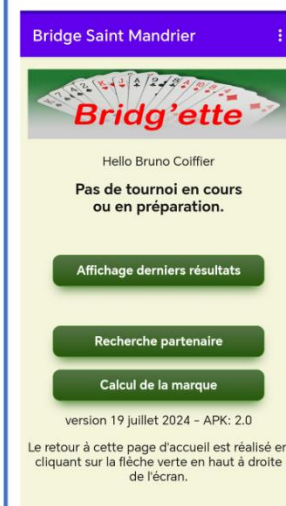 Bridge Saint Mandrier
Bridg'ette
Hello Bruno Coiffier
Pas de tournoi en cours
ou en préparation.
Affichage derniers résultats
Recherche partenaire
Calcul de la marque
version 19 juillet 2024 - APK: 2.0
Le retour à cette page d'accueil est réalisé en
cliquant sur la flèche verte en haut à droite
de l'écran.